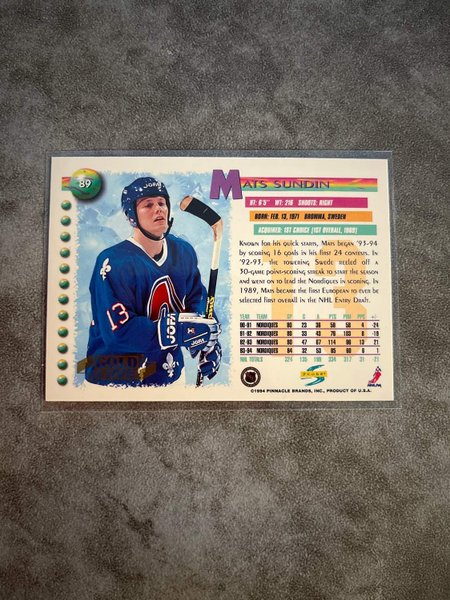 89
MATS SUNDIN
HT: 6'5" WT: 216 SHOOTS: RIGHT
BORN: FEB. 13, 1971 BROMMA, SWEDEN
ACQUIRED: 1ST CHOICE (1ST OVERALL, 1989)
KNOWN FOR HIS QUICK STARTS, MATS BEGAN '93-94
BY SCORING 16 GOALS IN HIS FIRST 24 CONTESTS. IN
'92-93, THE TOWERING SWEDE REELED OFF A
30-GAME POINT-SCORING STREAK TO START THE SEASON
AND WENT ON TO LEAD THE NORDIQUES IN SCORING. IN
1989, MATS BECAME THE FIRST EUROPEAN TO EVER BE
SELECTED FIRST OVERALL IN THE NHL ENTRY DRAFT.
YEAR TEAM GP G A PTS PIM +/-
90-91 NORDIQUES 80 23 36 59 58 4 -24
91-92 NORDIQUES 80 33 43 76 103 8 -19
92-93 NORDIQUES 80 47 67 114 96 13 21
93-94 NORDIQUES 84 32 53 85 60 6 1
NHL TOTALS 324 135 199 334 317 31 -21
JOFA
13
JOFA
GOLD
SCORE
NHLPA
©1994 PINNACLE BRANDS, INC., PRODUCT OF U.S.A.